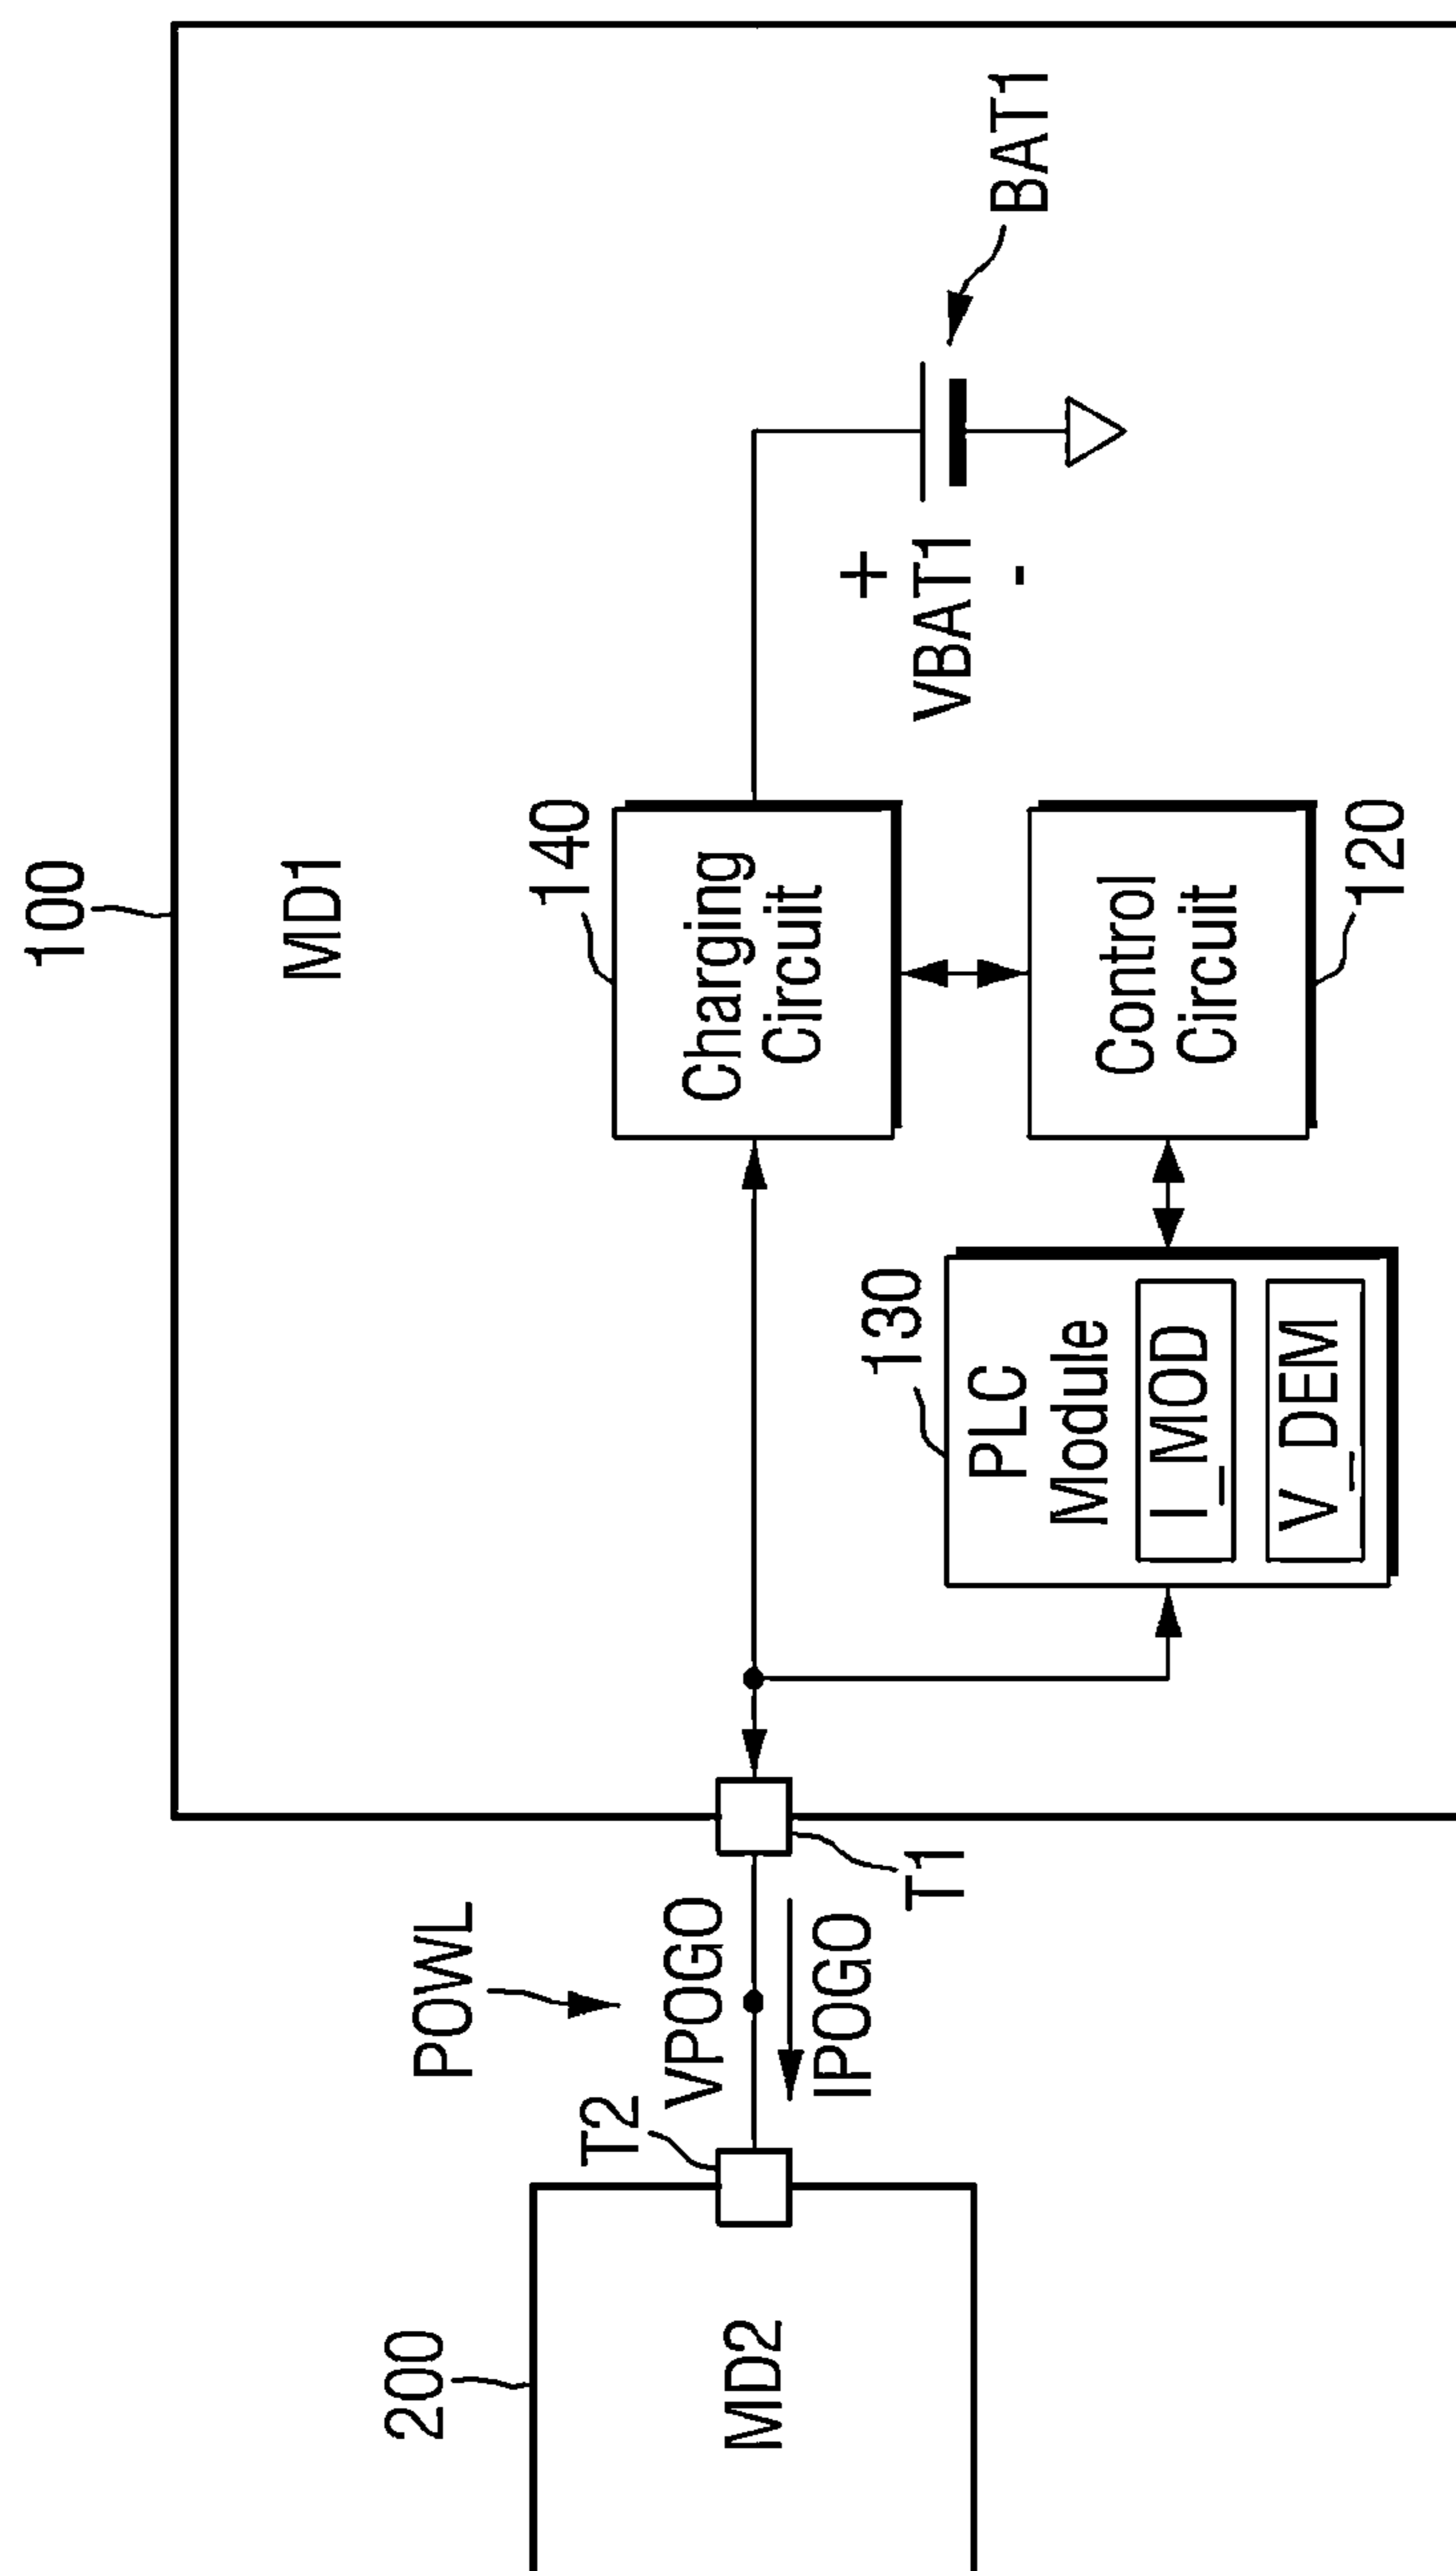 100
MD1
140
Charging
Circuit
BAT1
+
VBAT1
-
130
PLC
Module
I_MOD
V_DEM
Control
Circuit
120
200
MD2
T2
POWL
VPOGO
IPOGO
T1